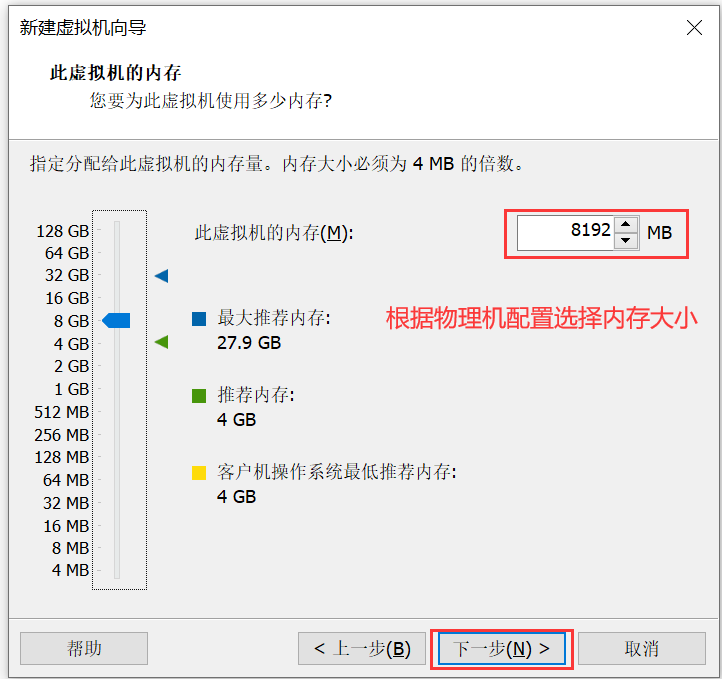 新建虚拟机向导
此虚拟机的内存
您要为此虚拟机使用多少内存?
指定分配给此虚拟机的内存量。内存大小必须为 4 MB 的倍数。
128 GB
64 GB
32 GB
16 GB
8 GB
4 GB
2 GB
1 GB
512 MB
256 MB
128 MB
64 MB
32 MB
16 MB
8 MB
4 MB
此虚拟机的内存(M):
8192 MB
最大推荐内存:
27.9 GB
根据物理机配置选择内存大小
推荐内存:
4 GB
客户机操作系统最低推荐内存:
4 GB
帮助
< 上一步(B)
下一步(N) >
取消